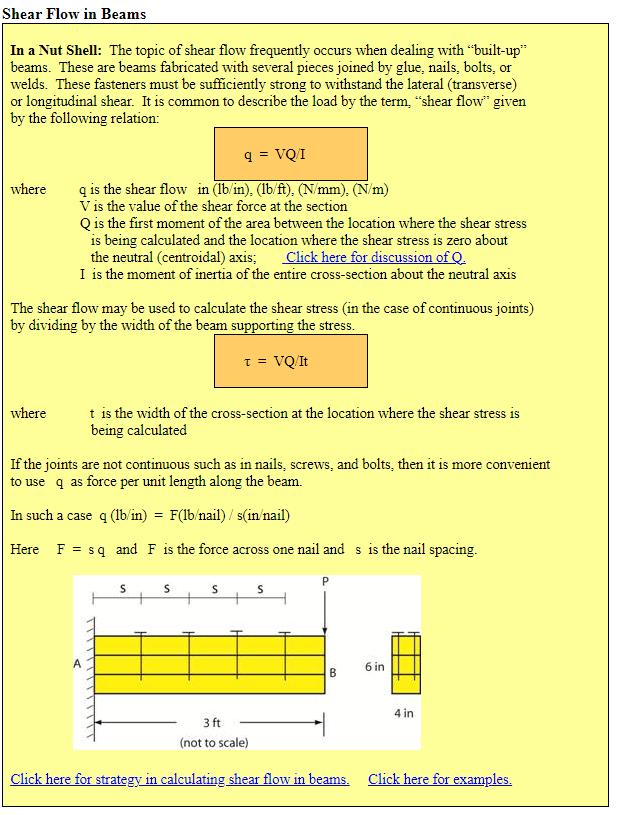 Shear Flow in Beams
In a Nut Shell: The topic of shear flow frequently occurs when dealing with “built-up”
beams. These are beams fabricated with several pieces joined by glue, nails, bolts, or
welds. These fasteners must be sufficiently strong to withstand the lateral (transverse)
or longitudinal shear. It is common to describe the load by the term, “shear flow” given
by the following relation:
q = VQ/I
where q is the shear flow in (lb/in), (lb/ft), (N/mm), (N/m)
V is the value of the shear force at the section
Q is the first moment of the area between the location where the shear stress
is being calculated and the location where the shear stress is zero about
the neutral (centroidal) axis; Click here for discussion of Q.
I is the moment of inertia of the entire cross-section about the neutral axis
The shear flow may be used to calculate the shear stress (in the case of continuous joints)
by dividing by the width of the beam supporting the stress.
τ = VQ/It
where t is the width of the cross-section at the location where the shear stress is
being calculated
If the joints are not continuous such as in nails, screws, and bolts, then it is more convenient
to use q as force per unit length along the beam.
In such a case q (lb/in) = F(lb/nail) / s(in/nail)
Here F = s q and F is the force across one nail and s is the nail spacing.
S S S S P
A B 6 in
4 in
3 ft
(not to scale)
Click here for strategy in calculating shear flow in beams. Click here for examples.